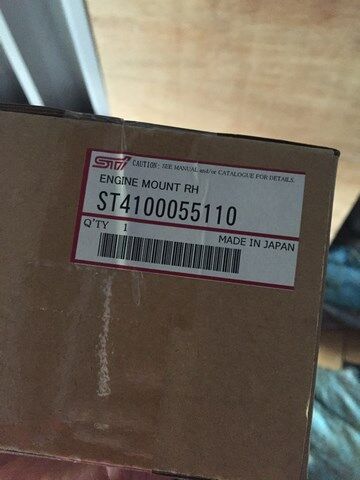 STI CAUTION: SEE MANUAL and/or CATALOGUE FOR DETAILS.
ENGINE MOUNT RH
ST4100055110
Q'TY 1
MADE IN JAPAN